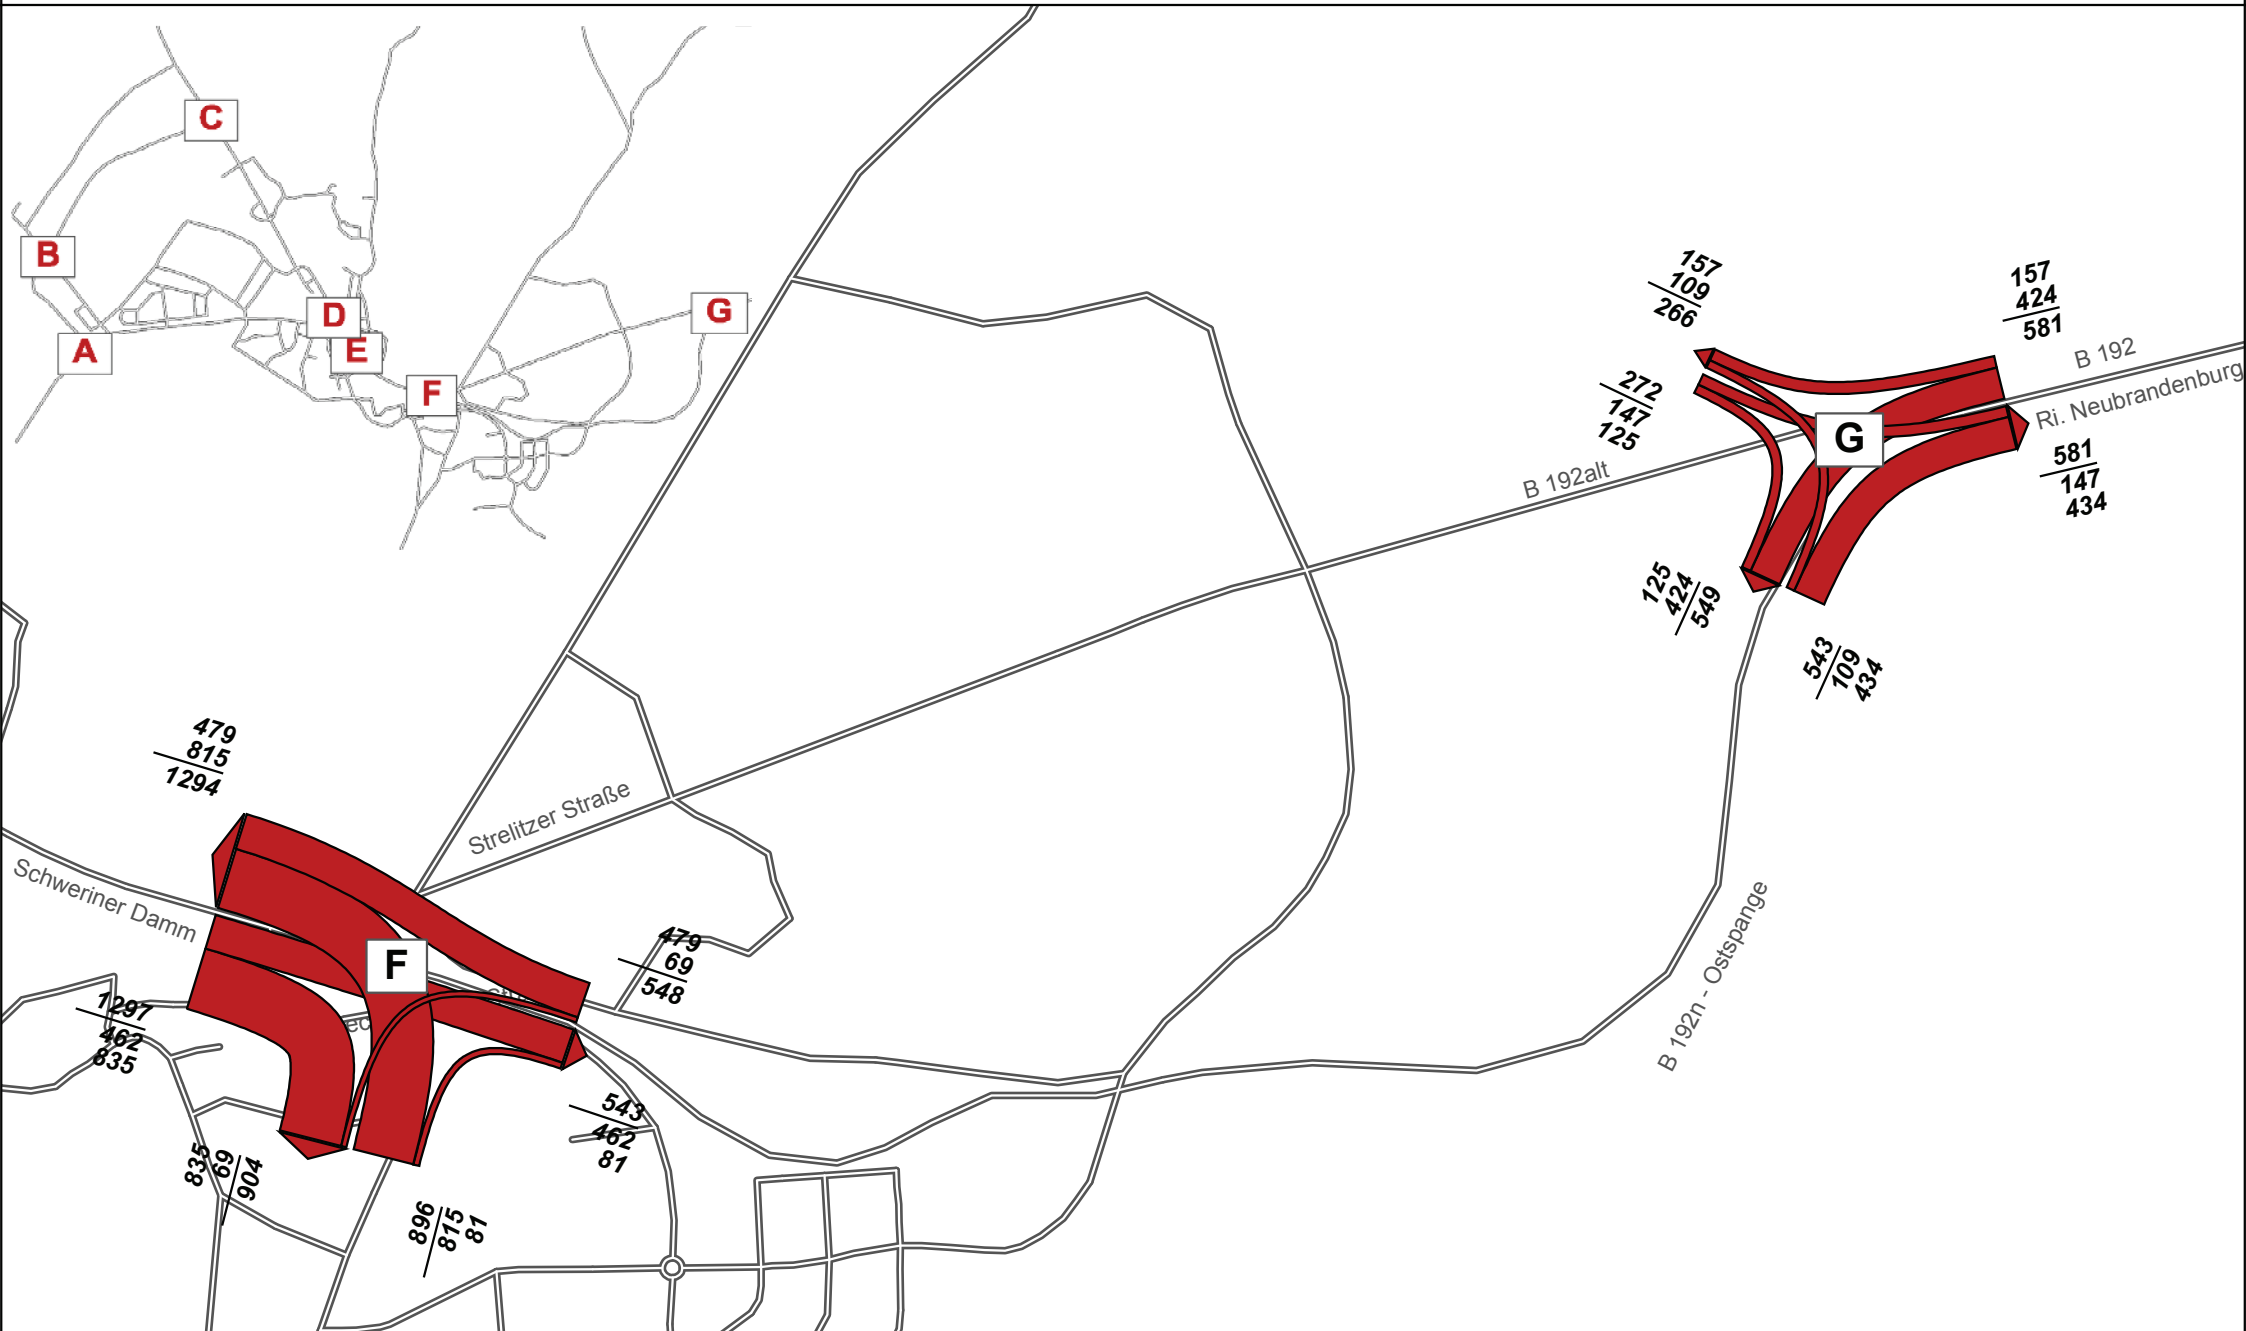 C
B
A
D
E
F
G
157
109
266
157
424
581
B 192
Ri. Neubrandenburg
272
147
125
G
581
147
434
B 192alt
125
424
549
543
109
434
479
815
1294
Strelitzer Straße
Schweriner Damm
F
479
69
548
B 192n - Ostspange
1297
462
835
543
462
81
835
69
904
896
815
81